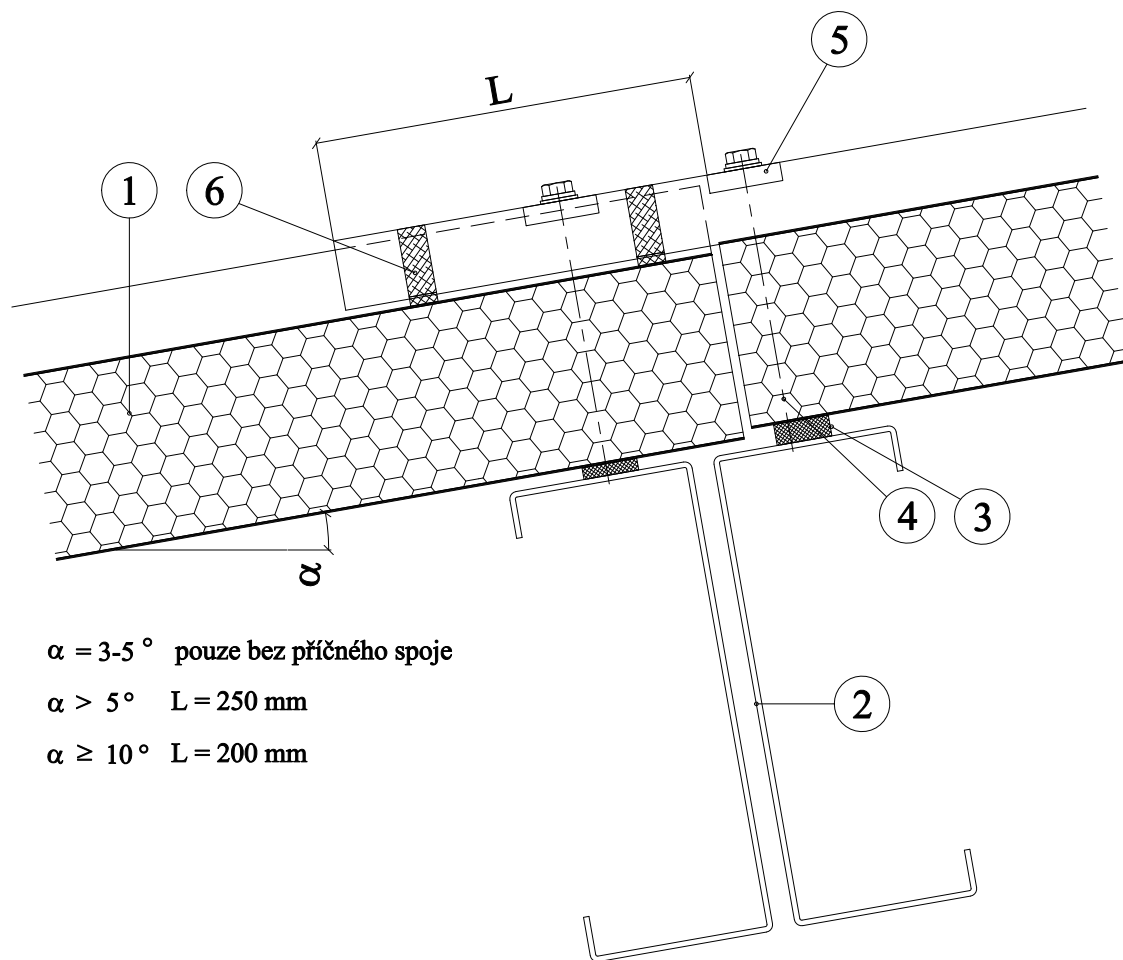 5
L
1
6
4
3
α
α = 3-5 ° pouze bez příčného spoje
α > 5° L = 250 mm
2
α ≥ 10° L = 200 mm